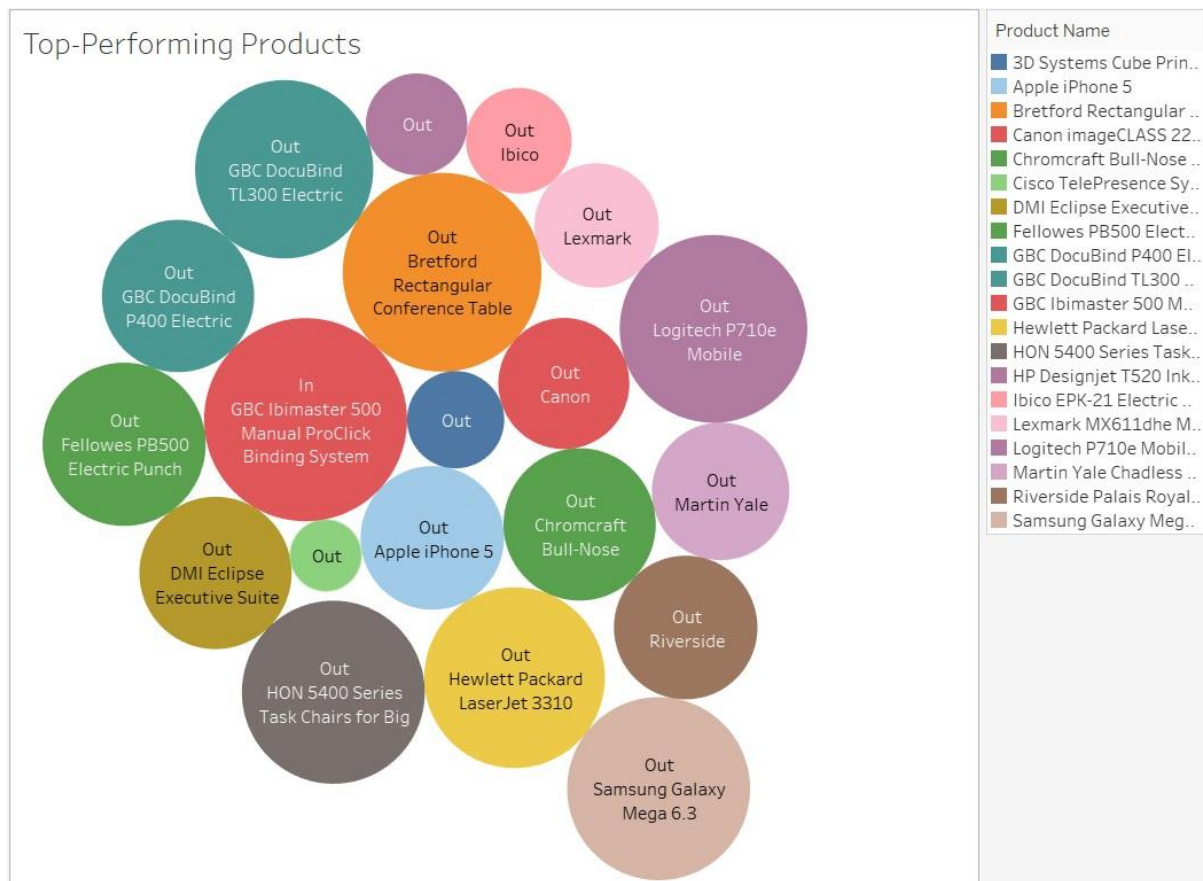 Top-Performing Products
Out
GBC DocuBind
TL300 Electric
Out
Out
Ibico
Out
Lexmark
Out
Bretford
Rectangular
Conference Table
Out
GBC DocuBind
P400 Electric
Out
Logitech P710e
Mobile
In
GBC Ibimaster 500
Manual ProClick
Binding System
Out
Out
Canon
Out
Fellowes PB500
Electric Punch
Out
Martin Yale
Out
Chromcraft
Bull-Nose
Out
Apple iPhone 5
Out
Out
DMI Eclipse
Executive Suite
Out
Riverside
Out
HON 5400 Series
Task Chairs for Big
Out
Hewlett Packard
LaserJet 3310
Out
Samsung Galaxy
Mega 6.3
Product Name
3D Systems Cube Prin..
Apple iPhone 5
Bretford Rectangular ..
Canon imageCLASS 22..
Chromcraft Bull-Nose ..
Cisco TelePresence Sy..
DMI Eclipse Executive..
Fellowes PB500 Elect..
GBC DocuBind P400 El..
GBC DocuBind TL300 ..
GBC Ibimaster 500 M..
Hewlett Packard Lase..
HON 5400 Series Task..
HP Designjet T520 Ink..
Ibico EPK-21 Electric ..
Lexmark MX611dhe M..
Logitech P710e Mobil..
Martin Yale Chadless ..
Riverside Palais Royal..
Samsung Galaxy Meg..